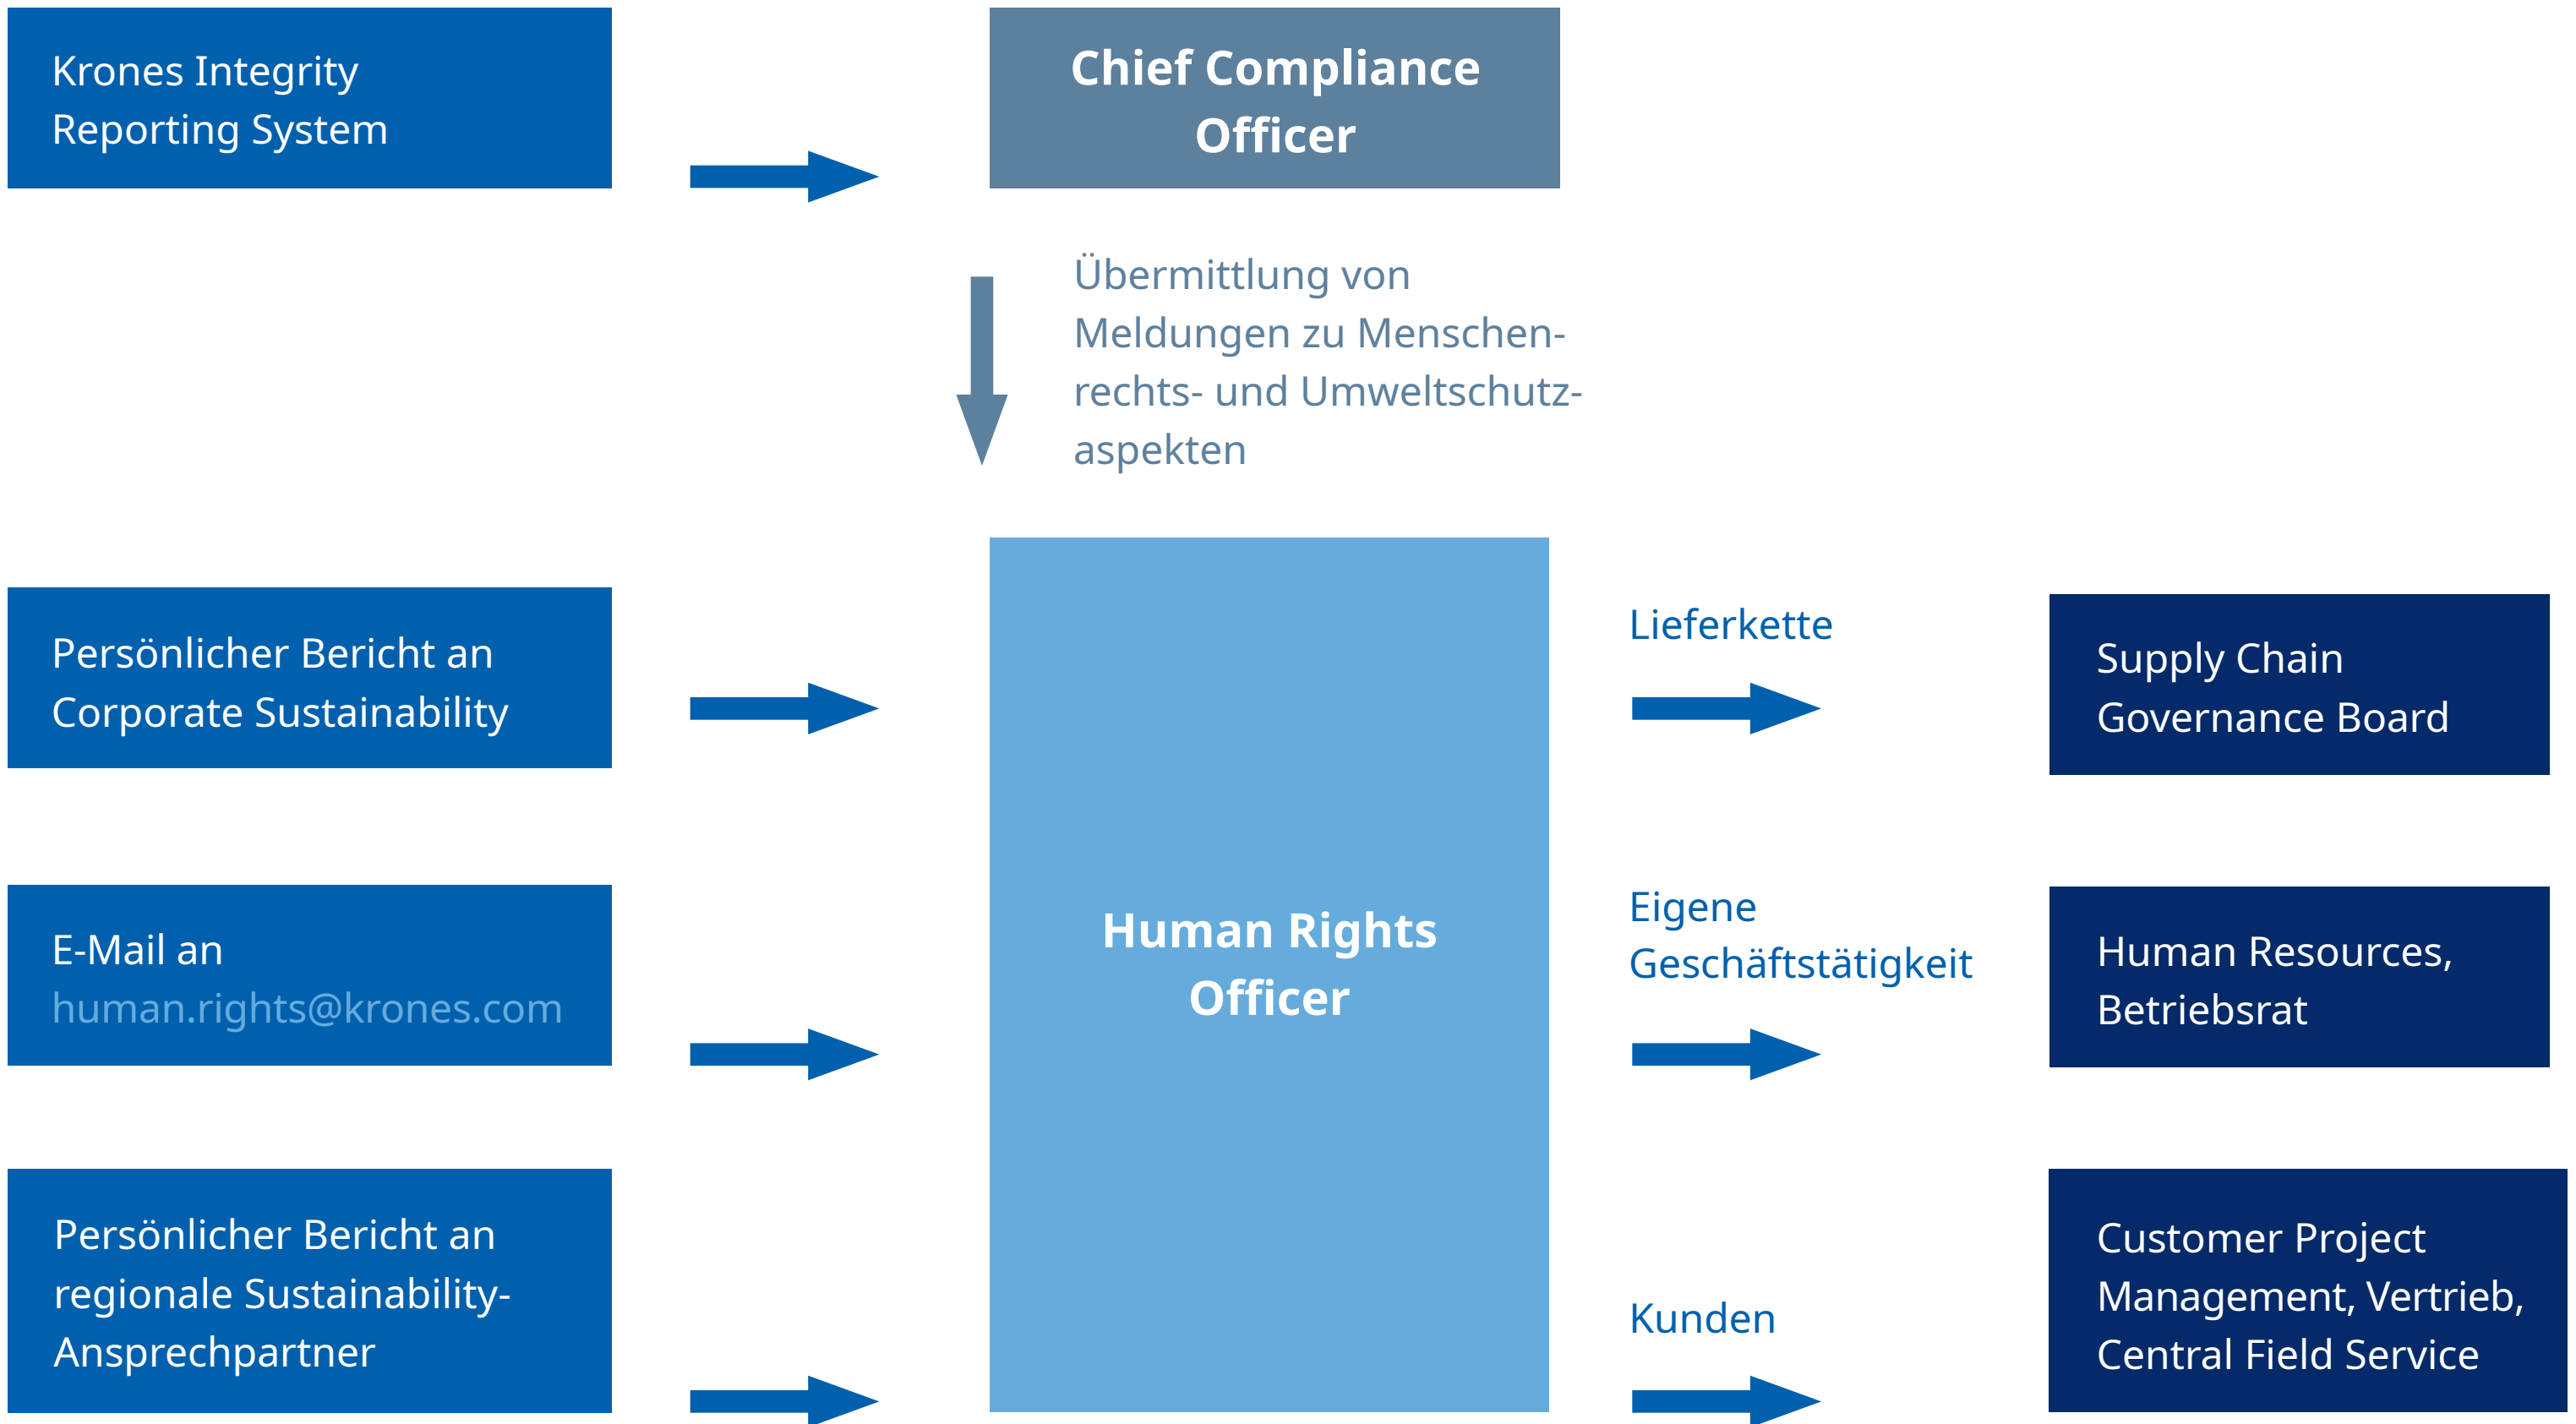 Krones Integrity
Reporting System
Chief Compliance
Officer
Übermittlung von
Meldungen zu Menschen-
rechts- und Umweltschutz-
aspekten
Persönlicher Bericht an
Corporate Sustainability
E-Mail an
human.rights@krones.com
Persönlicher Bericht an
regionale Sustainability-
Ansprechpartner
Human Rights
Officer
Lieferkette
Supply Chain
Governance Board
Eigene
Geschäftstätigkeit
Human Resources,
Betriebsrat
Kunden
Customer Project
Management, Vertrieb,
Central Field Service